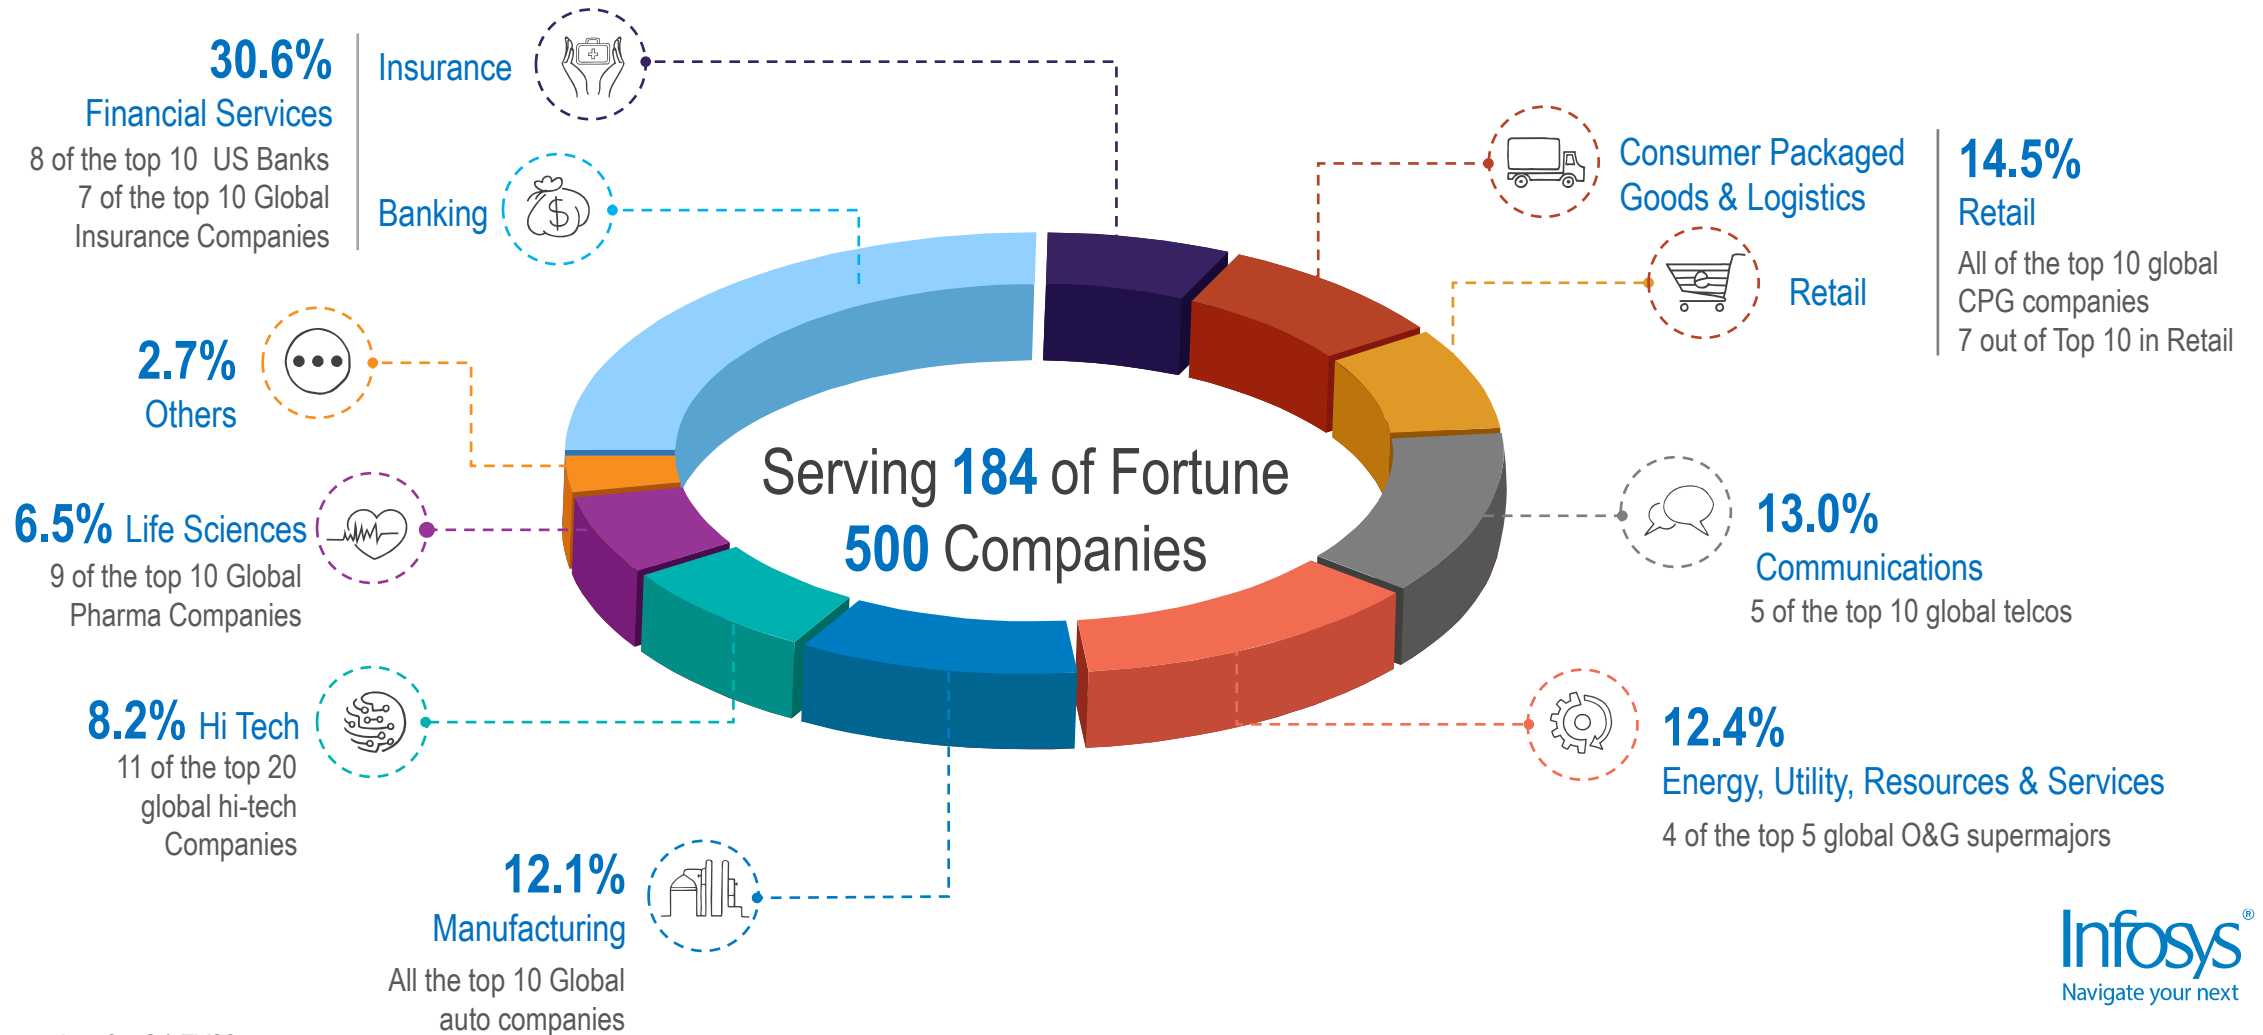 30.6%
Financial Services
8 of the top 10 US Banks
7 of the top 10 Global
Insurance Companies
Insurance
Banking
Consumer Packaged
Goods & Logistics
Retail
14.5%
Retail
All of the top 10 global
CPG companies
7 out of Top 10 in Retail
2.7%
Others
Serving 184 of Fortune
500 Companies
6.5% Life Sciences
9 of the top 10 Global
Pharma Companies
13.0%
Communications
5 of the top 10 global telcos
8.2% Hi Tech
11 of the top 20
global hi-tech
Companies
12.4%
Energy, Utility, Resources & Services
4 of the top 5 global O&G supermajors
12.1%
Manufacturing
All the top 10 Global
auto companies
Infosys®
Navigate your next